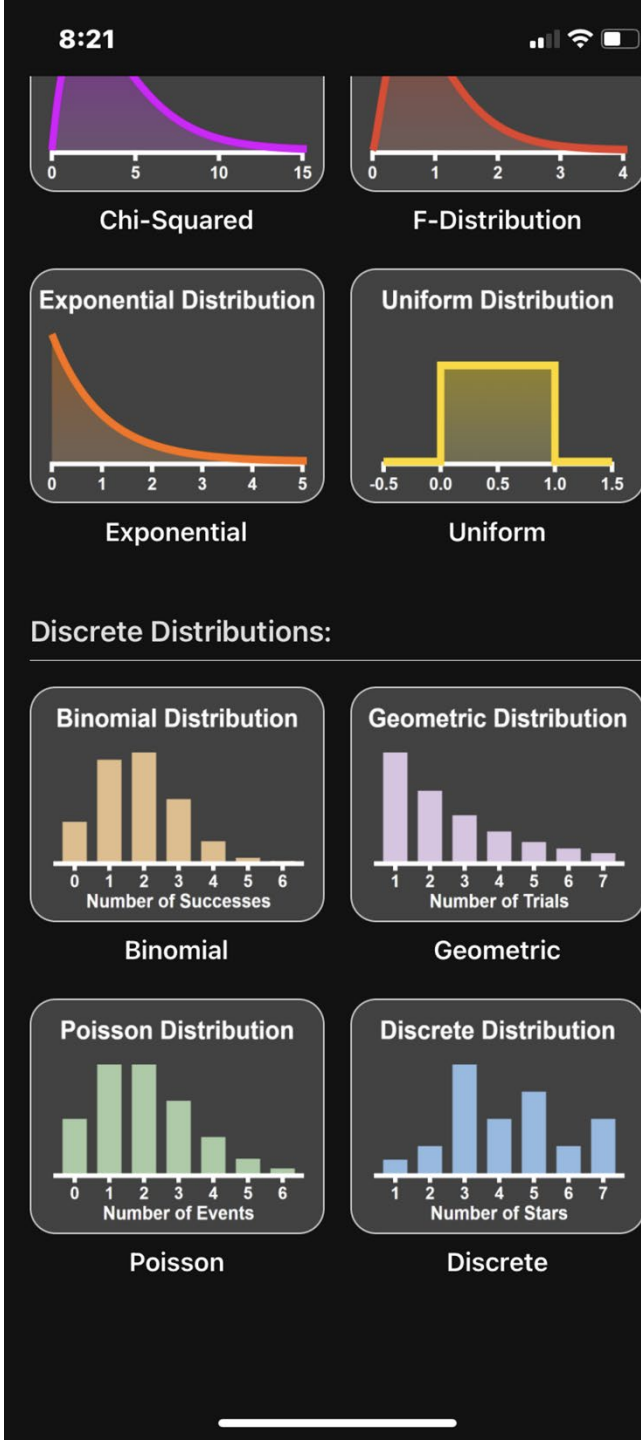 8:21
0 5 10 15
0 1 2 3 4
Chi-Squared
F-Distribution
Exponential Distribution
0 1 2 3 4 5
Uniform Distribution
-0.5 0.0 0.5 1.0 1.5
Exponential
Uniform
Discrete Distributions:
Binomial Distribution
0 1 2 3 4 5 6
Number of Successes
Geometric Distribution
1 2 3 4 5 6 7
Number of Trials
Binomial
Geometric
Poisson Distribution
0 1 2 3 4 5 6
Number of Events
Discrete Distribution
1 2 3 4 5 6 7
Number of Stars
Poisson
Discrete